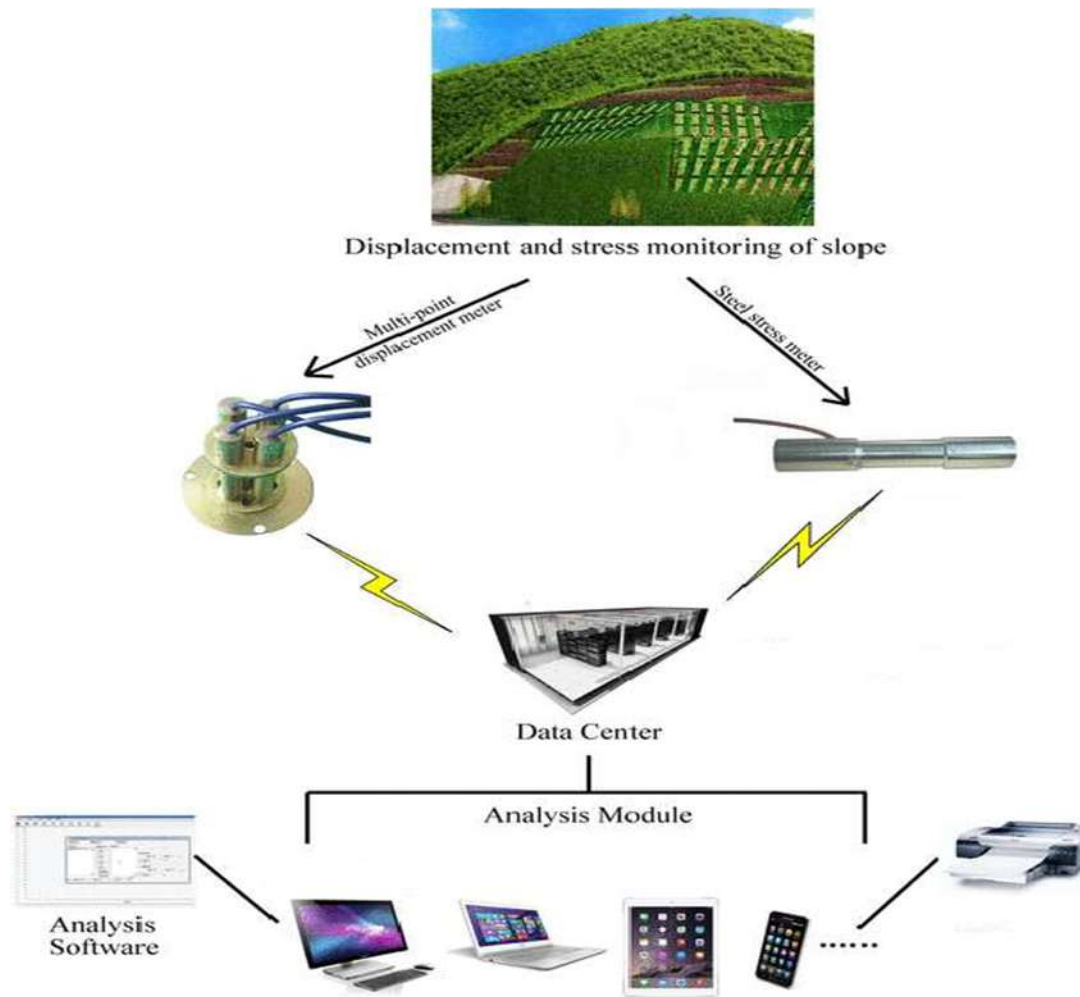 Displacement and stress monitoring of slope
Multi-point
displacement meter
Steel stress meter
Data Center
Analysis Module
Analysis
Software
......